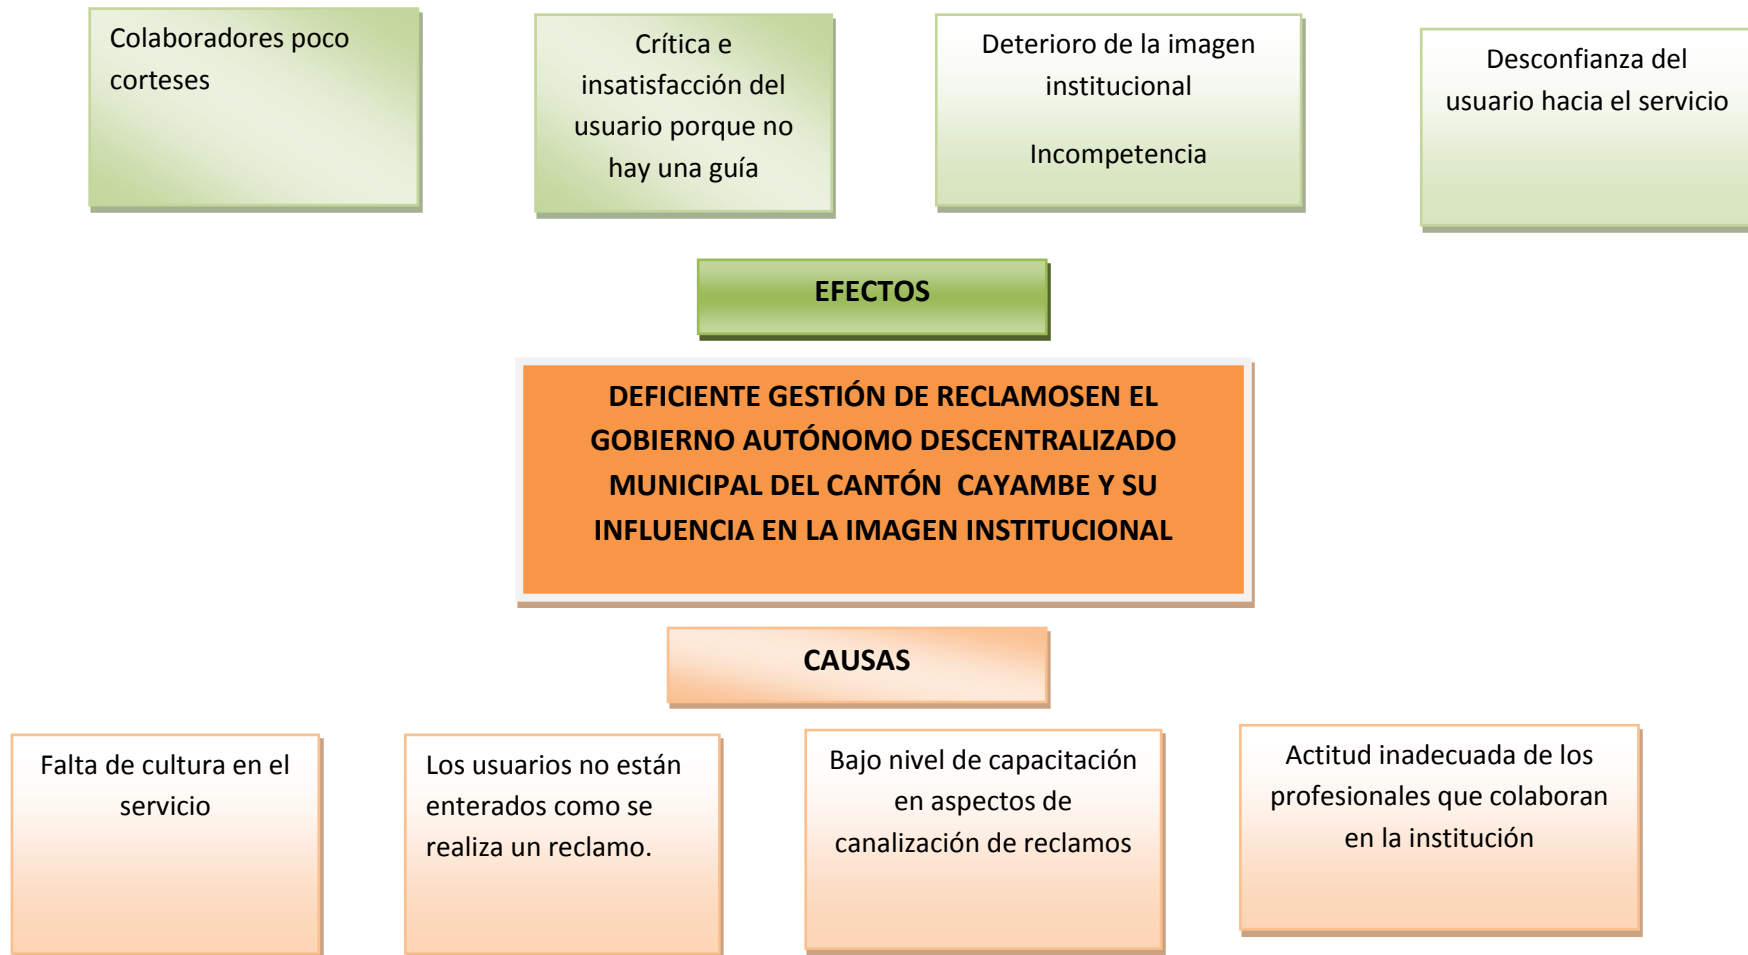 Colaboradores poco
corteses
Crítica e
insatisfacción del
usuario porque no
hay una guía
Deterioro de la imagen
institucional
Incompetencia
Desconfianza del
usuario hacia el servicio
EFECTOS
DEFICIENTE GESTIÓN DE RECLAMOSEN EL
GOBIERNO AUTÓNOMO DESCENTRALIZADO
MUNICIPAL DEL CANTÓN  CAYAMBE Y SU
INFLUENCIA EN LA IMAGEN INSTITUCIONAL
CAUSAS
Falta de cultura en el
servicio
Los usuarios no están
enterados como se
realiza un reclamo.
Bajo nivel de capacitación
en aspectos de
canalización de reclamos
Actitud inadecuada de los
profesionales que colaboran
en la institución